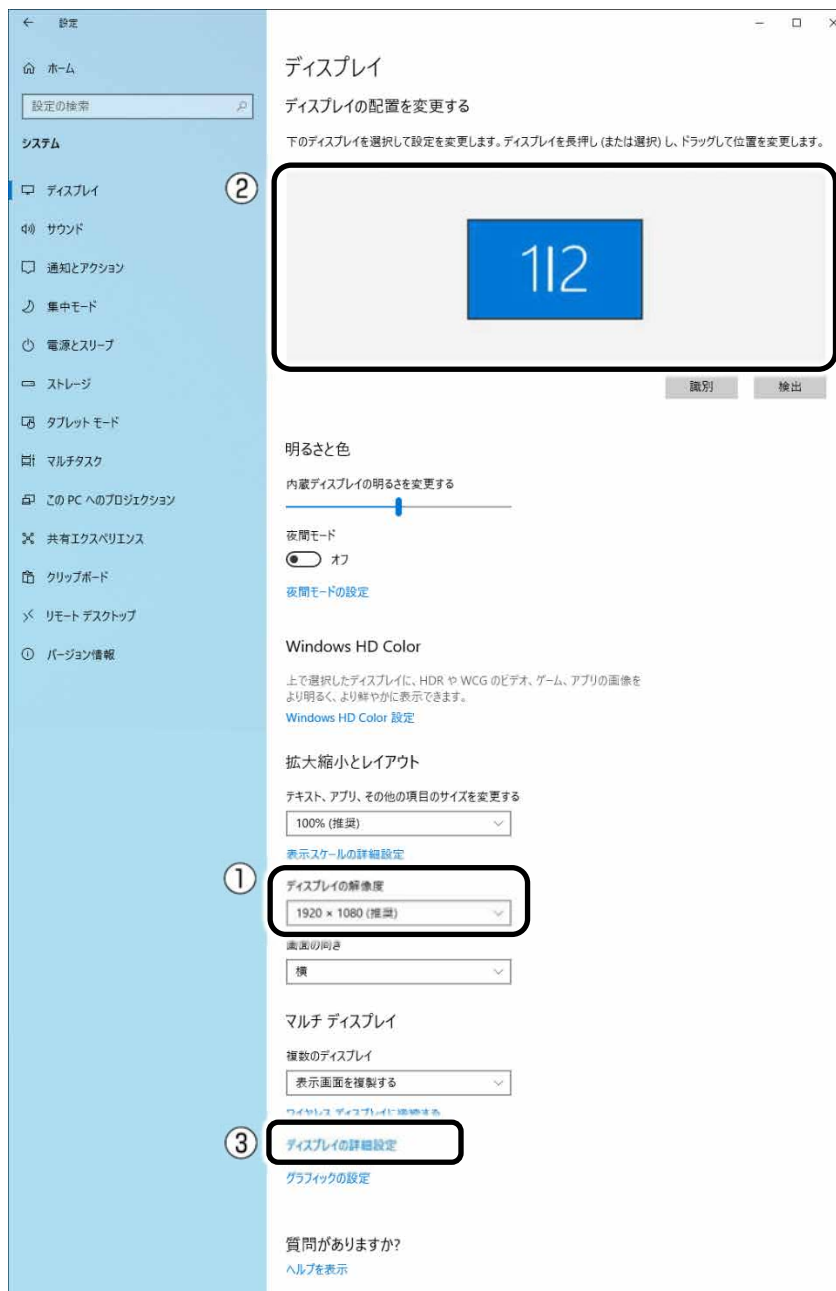 設定
ホーム
設定の検索
システム
ディスプレイ
サウンド
通知とアクション
集中モード
電源とスリープ
ストレージ
タブレット モード
マルチタスク
この PC へのプロジェクション
共有エクスペリエンス
クリップボード
リモート デスクトップ
バージョン情報
ディスプレイ
ディスプレイの配置を変更する
下のディスプレイを選択して設定を変更します。ディスプレイを長押し (または選択) し、ドラッグして位置を変更します。
②
1|2
識別
検出
明るさと色
内蔵ディスプレイの明るさを変更する
夜間モード
オフ
夜間モードの設定
Windows HD Color
上で選択したディスプレイに、HDR や WCG のビデオ、ゲーム、アプリの画像を
より明るく、より鮮やかに表示できます。
Windows HD Color 設定
拡大縮小とレイアウト
テキスト、アプリ、その他の項目のサイズを変更する
100% (推奨)
表示スケールの詳細設定
①
ディスプレイの解像度
1920 × 1080 (推奨)
画面の向き
横
マルチ ディスプレイ
複数のディスプレイ
表示画面を複製する
ワイヤレス ディスプレイに接続する
③
ディスプレイの詳細設定
グラフィックの設定
質問がありますか?
ヘルプを表示